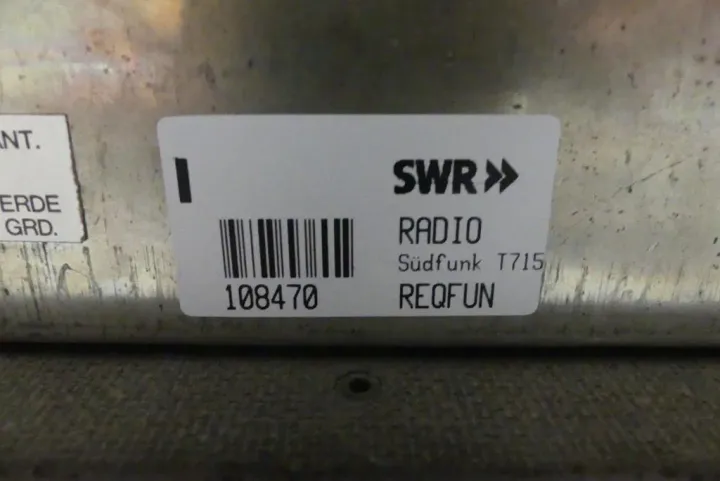 ANT.
ERDE
GRD.
SWR
RADIO
Südfunk T715
108470
REQFUN